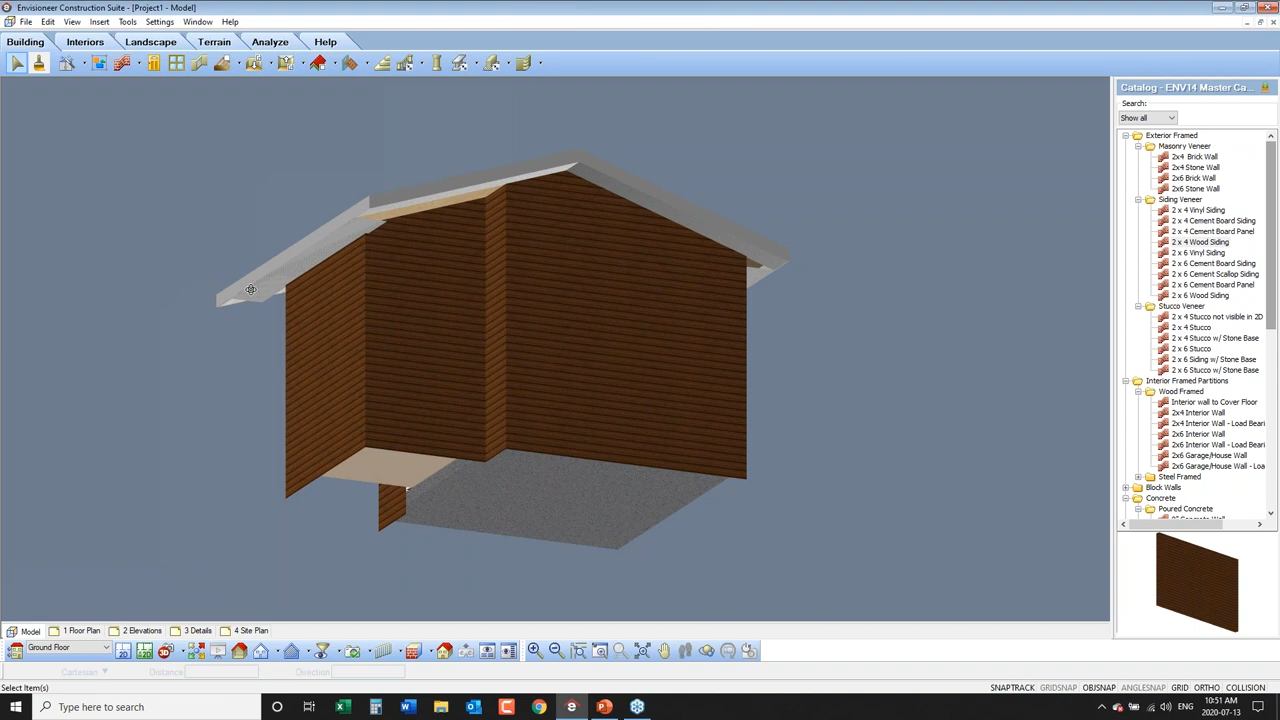 Envisioneer Construction Suite - [Project1 - Model]
File Edit View Insert Tools Settings Window Help
Building Interiors Landscape Terrain Analyze Help
Catalog - ENV14 Master Ca...
Search:
Show all
Exterior Framed
Masonry Veneer
2x4 Brick Wall
2x4 Stone Wall
2x6 Brick Wall
2x6 Stone Wall
Siding Veneer
2 x 4 Vinyl Siding
2 x 4 Cement Board Siding
2 x 4 Cement Board Panel
2 x 4 Wood Siding
2 x 6 Vinyl Siding
2 x 6 Cement Board Siding
2 x 6 Cement Scallop Siding
2 x 6 Cement Board Panel
2 x 6 Wood Siding
Stucco Veneer
2 x 4 Stucco not visible in 2D
2 x 4 Stucco
2 x 4 Stucco w/ Stone Base
2 x 6 Stucco
2 x 6 Siding w/ Stone Base
2 x 6 Stucco w/ Stone Base
Interior Framed Partitions
Wood Framed
Interior wall to Cover Floor
2x4 Interior Wall
2x4 Interior Wall - Load Beari
2x6 Interior Wall
2x6 Interior Wall - Load Beari
2x6 Garage/House Wall
2x6 Garage/House Wall - Loa
Steel Framed
Block Walls
Concrete
Poured Concrete
Model 1 Floor Plan 2 Elevations 3 Details 4 Site Plan
Ground Floor 2D 3D
Cartesian Distance Direction
Select Item(s) SNAPTRACK GRIDSNAP OBJSNAP ANGLESNAP GRID ORTHO COLLISION
Type here to search ENG 10:51 AM
2020-07-13